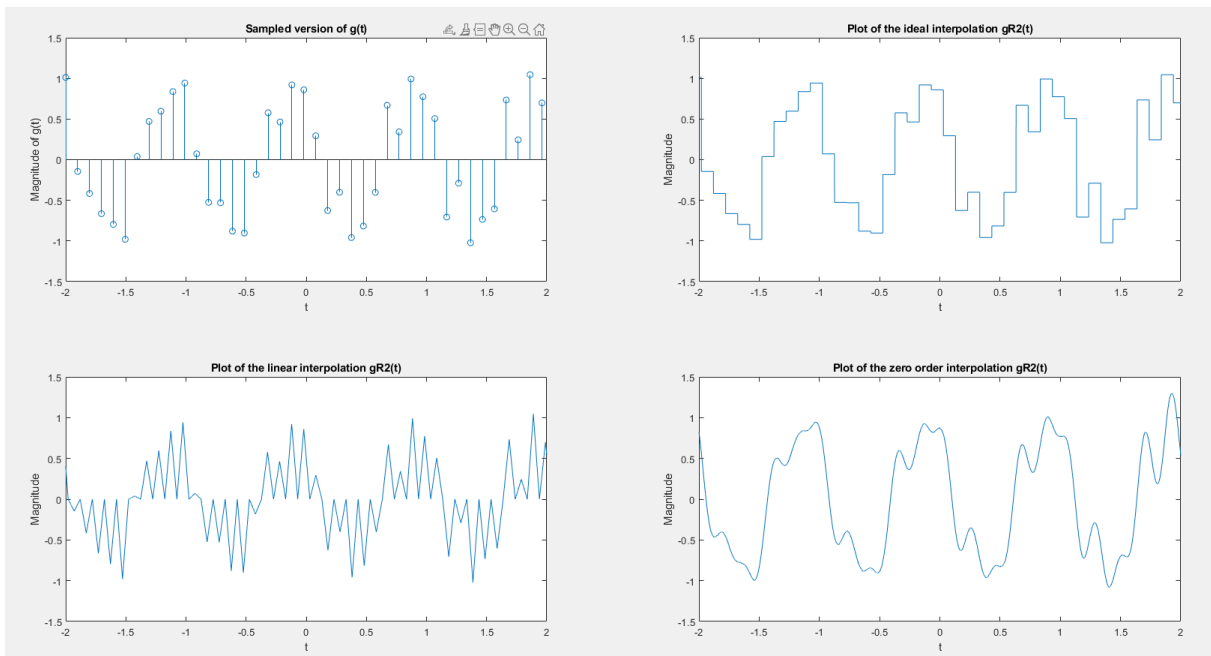 Sampled version of g(t)
1.5
1
0.5
0
-0.5
-1
-1.5
Magnitude of g(t)
-2 -1.5 -1 -0.5 0 0.5 1 1.5 2
t
Plot of the ideal interpolation gR2(t)
1.5
1
0.5
0
-0.5
-1
-1.5
Magnitude
-2 -1.5 -1 -0.5 0 0.5 1 1.5 2
t
Plot of the linear interpolation gR2(t)
1.5
1
0.5
0
-0.5
-1
-1.5
Magnitude
-2 -1.5 -1 -0.5 0 0.5 1 1.5 2
t
Plot of the zero order interpolation gR2(t)
1.5
1
0.5
0
-0.5
-1
-1.5
Magnitude
-2 -1.5 -1 -0.5 0 0.5 1 1.5 2
t